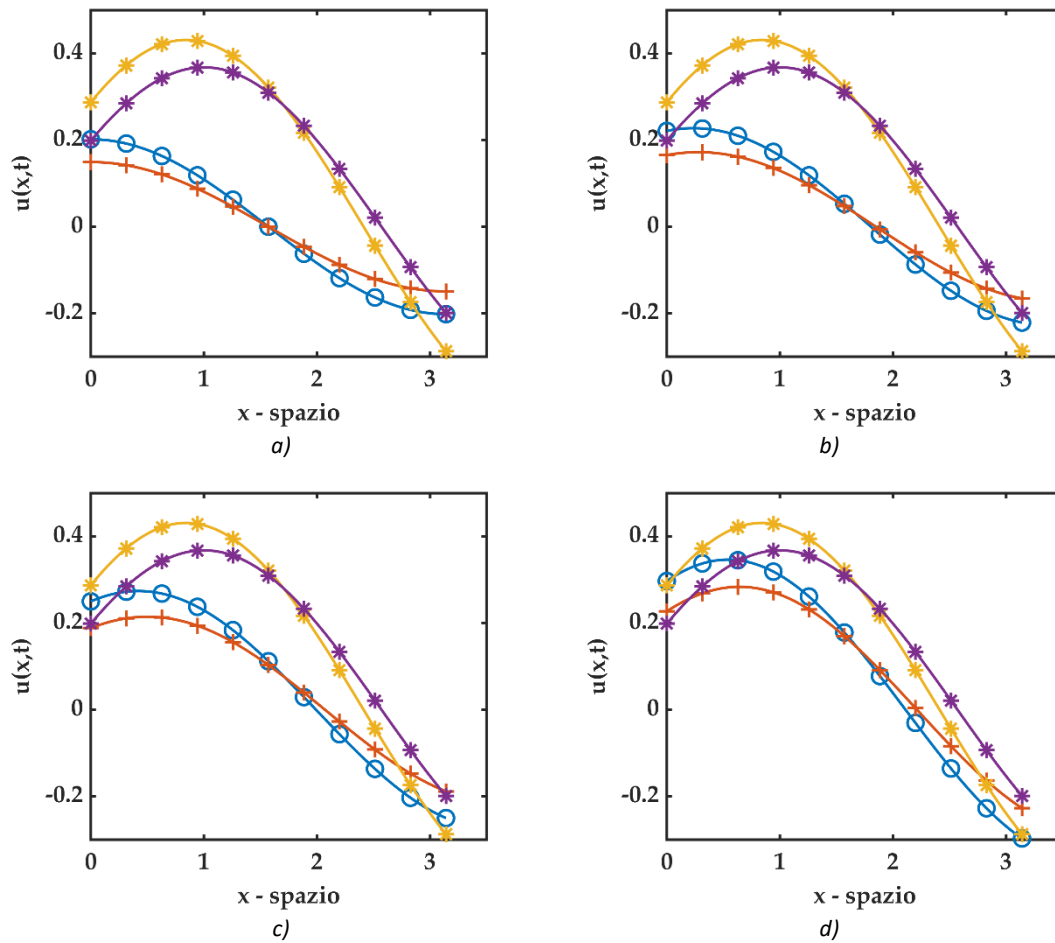 0.4
0.2
0
-0.2
u(x,t)
0 1 2 3
x - spazio
a)
0.4
0.2
0
-0.2
u(x,t)
0 1 2 3
x - spazio
b)
0.4
0.2
0
-0.2
u(x,t)
0 1 2 3
x - spazio
c)
0.4
0.2
0
-0.2
u(x,t)
0 1 2 3
x - spazio
d)